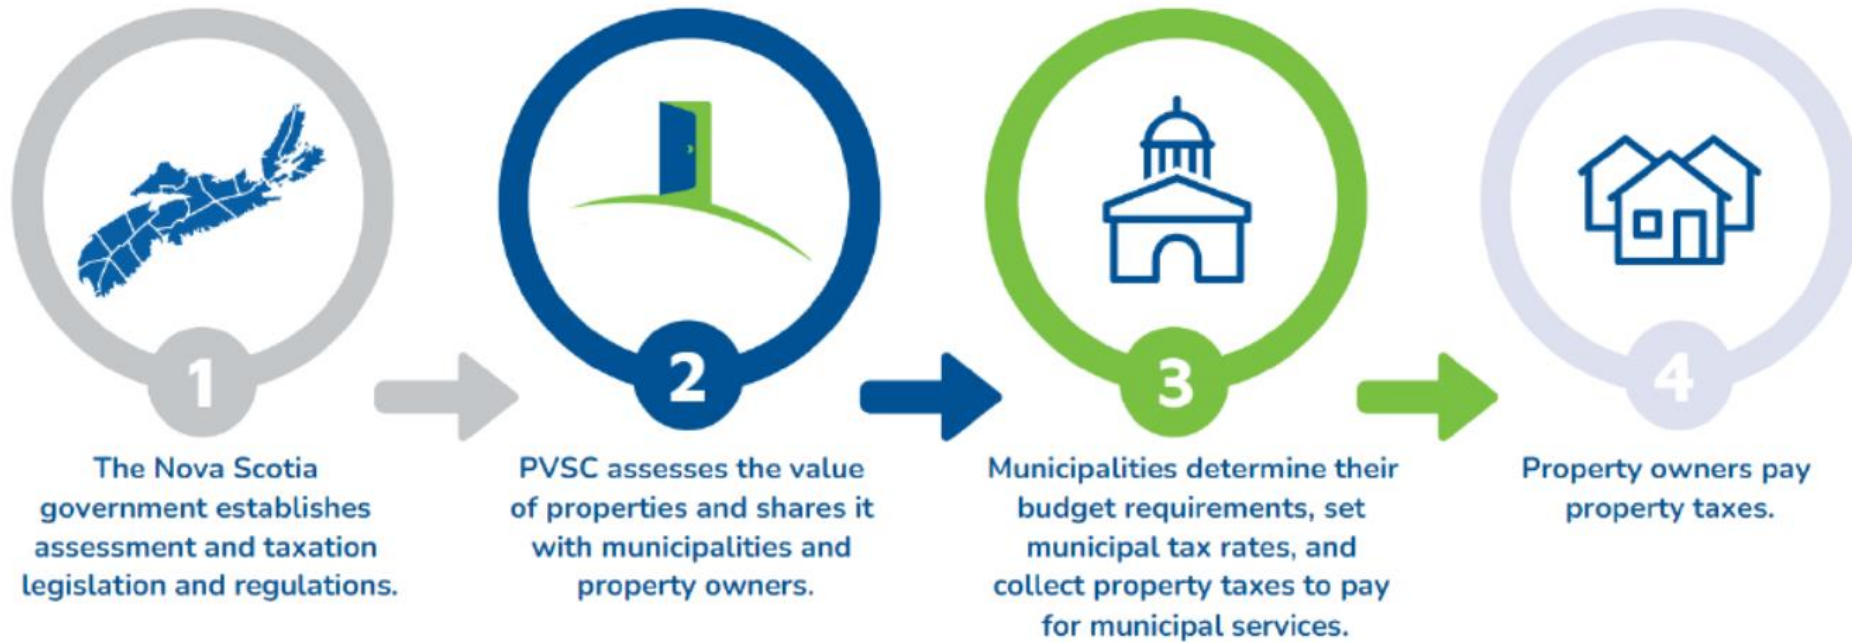 1
The Nova Scotia
government establishes
assessment and taxation
legislation and regulations.
2
PVSC assesses the value
of properties and shares it
with municipalities and
property owners.
3
Municipalities determine their
budget requirements, set
municipal tax rates, and
collect property taxes to pay
for municipal services.
4
Property owners pay
property taxes.